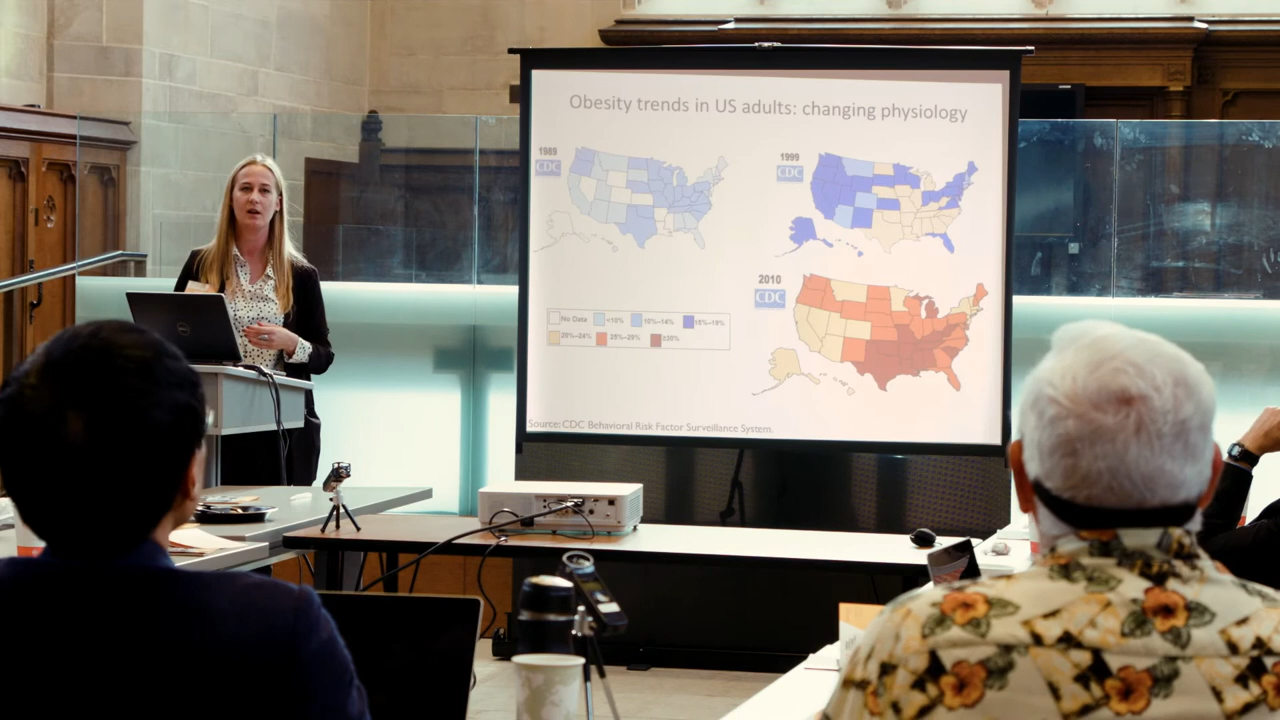 Obesity trends in US adults: changing physiology
1989
CDC
1999
CDC
2010
CDC
No Data
<10%
10%–14%
15%–19%
20%–24%
25%–29%
≥30%
Source: CDC Behavioral Risk Factor Surveillance System.
DELL